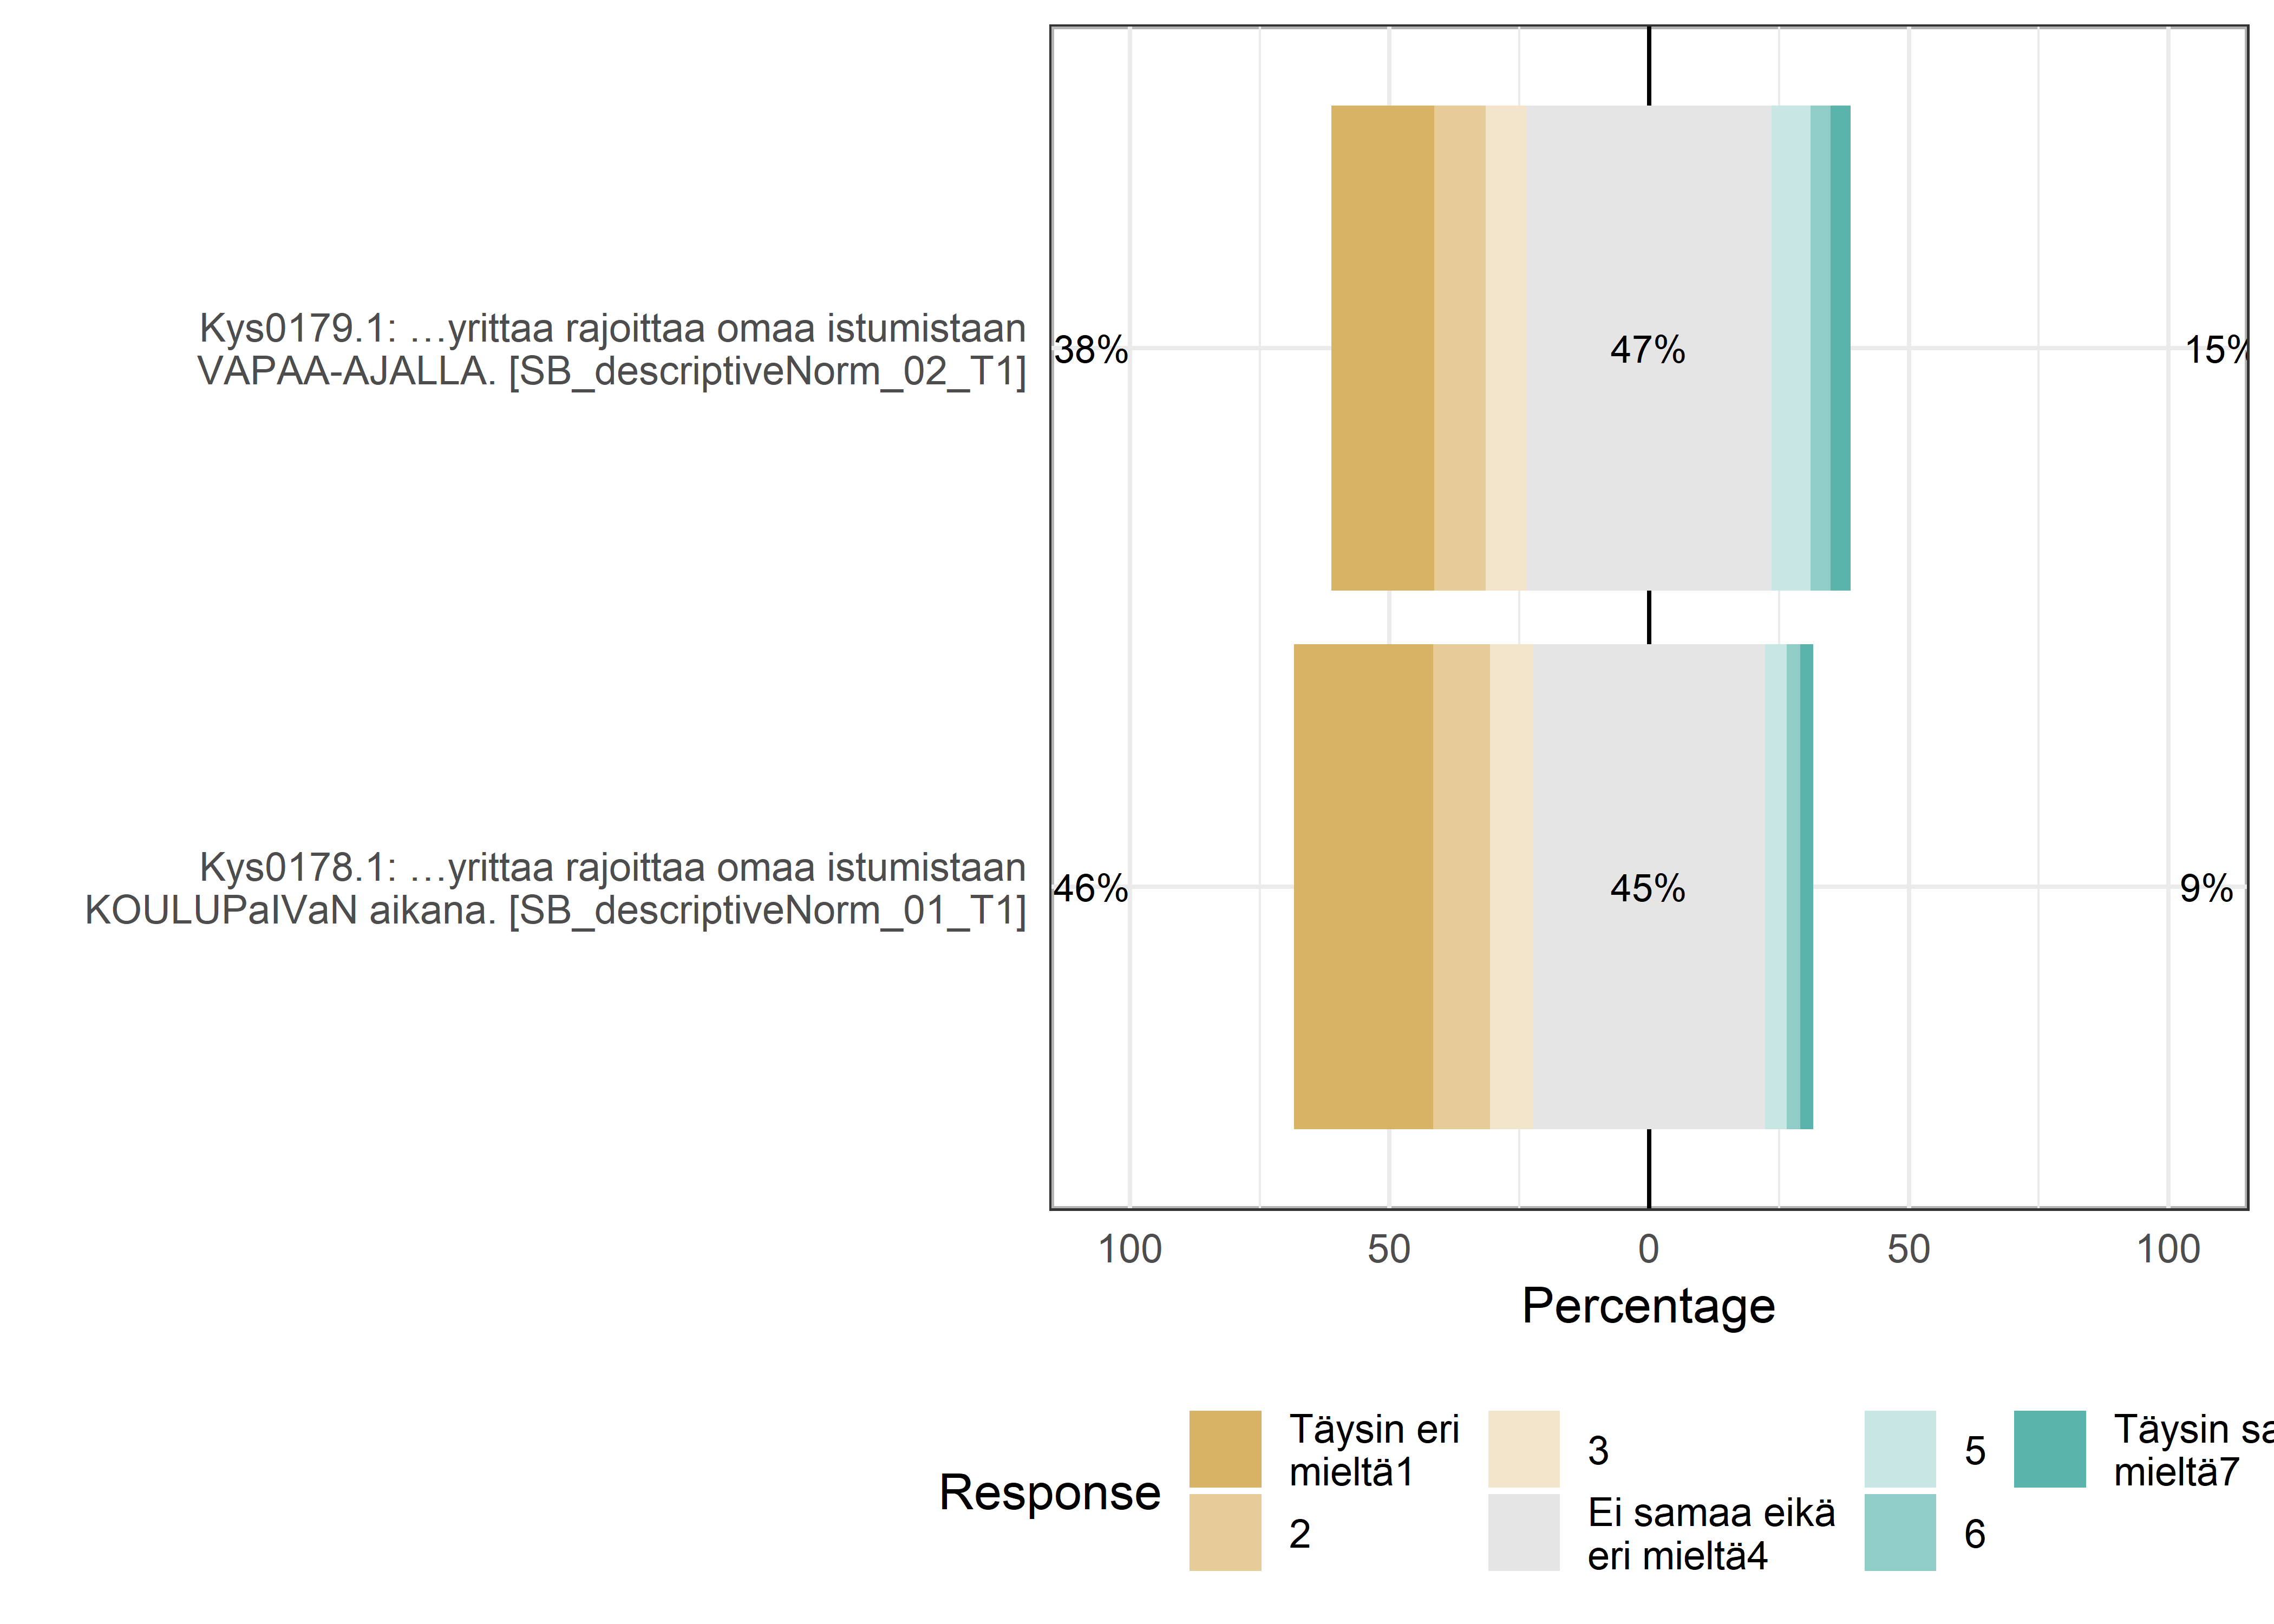 Kys0179.1: …yrittaa rajoittaa omaa istumistaan
VAPAA-AJALLA. [SB_descriptiveNorm_02_T1]
38%
47%
15%
Kys0178.1: …yrittaa rajoittaa omaa istumistaan
KOULUPaIVaN aikana. [SB_descriptiveNorm_01_T1]
46%
45%
9%
100
50
0
50
100
Percentage
Response
Täysin eri
mieltä1
2
3
Ei samaa eikä
eri mieltä4
5
6
Täysin
mieltä7